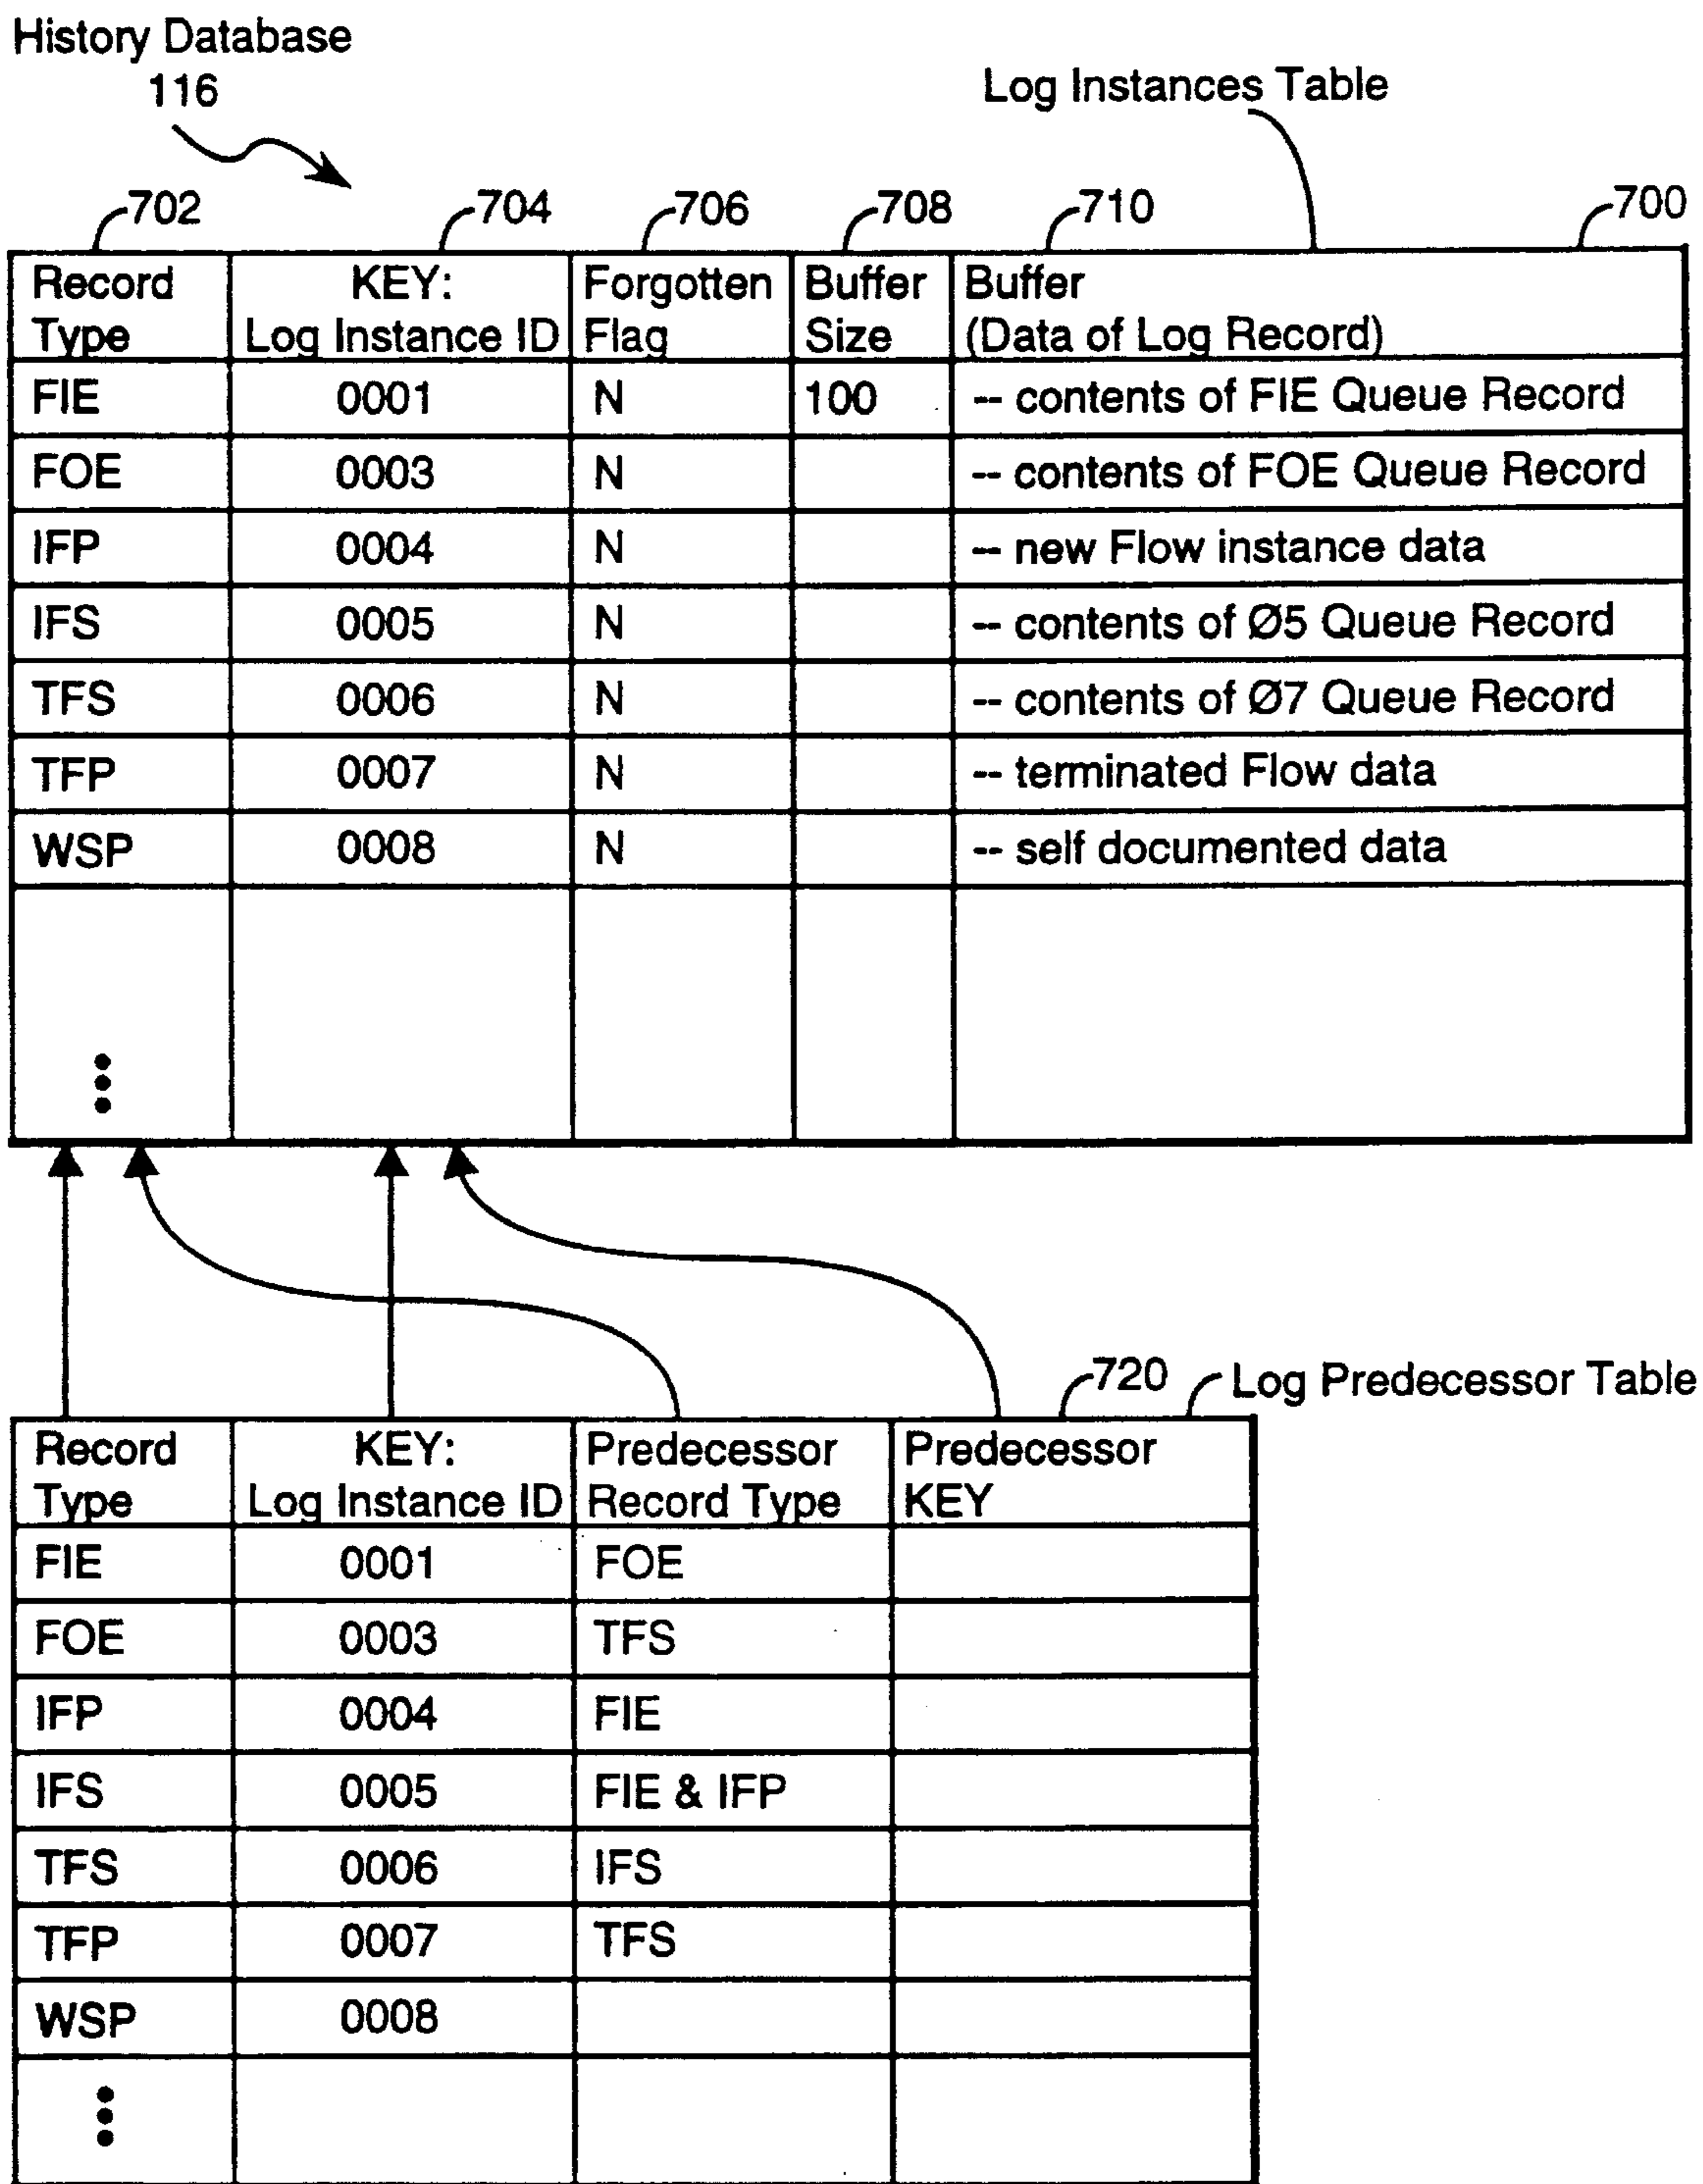 History Database
116
Log Instances Table
702 704 706 708 710 700
Record KEY: Forgotten Buffer Buffer
Type Log Instance ID Flag Size (Data of Log Record)
FIE 0001 N 100 -- contents of FIE Queue Record
FOE 0003 N -- contents of FOE Queue Record
IFP 0004 N -- new Flow instance data
IFS 0005 N -- contents of Ø5 Queue Record
TFS 0006 N -- contents of Ø7 Queue Record
TFP 0007 N -- terminated Flow data
WSP 0008 N -- self documented data
720 Log Predecessor Table
Record KEY: Predecessor Predecessor
Type Log Instance ID Record Type KEY
FIE 0001 FOE
FOE 0003 TFS
IFP 0004 FIE
IFS 0005 FIE & IFP
TFS 0006 IFS
TFP 0007 TFS
WSP 0008